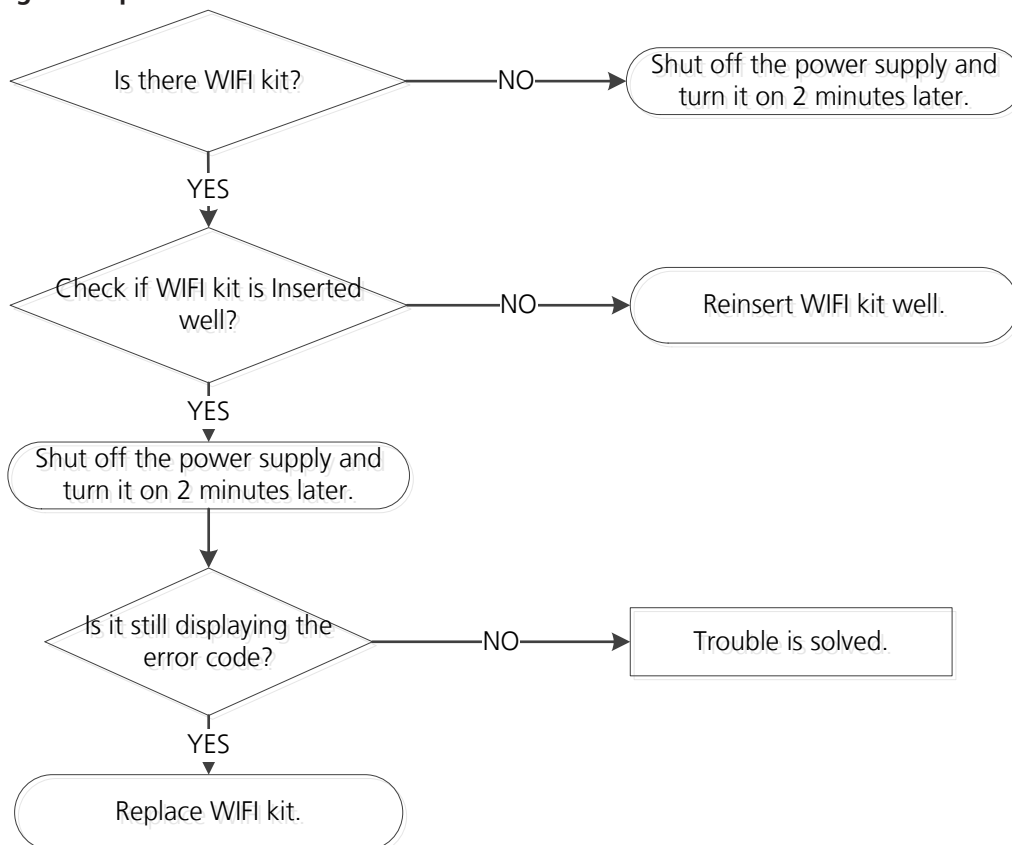 Is there WIFI kit?
NO
Shut off the power supply and
turn it on 2 minutes later.
YES
Check if WIFI kit is Inserted
well?
NO
Reinsert WIFI kit well.
YES
Shut off the power supply and
turn it on 2 minutes later.
Is it still displaying the
error code?
NO
Trouble is solved.
YES
Replace WIFI kit.